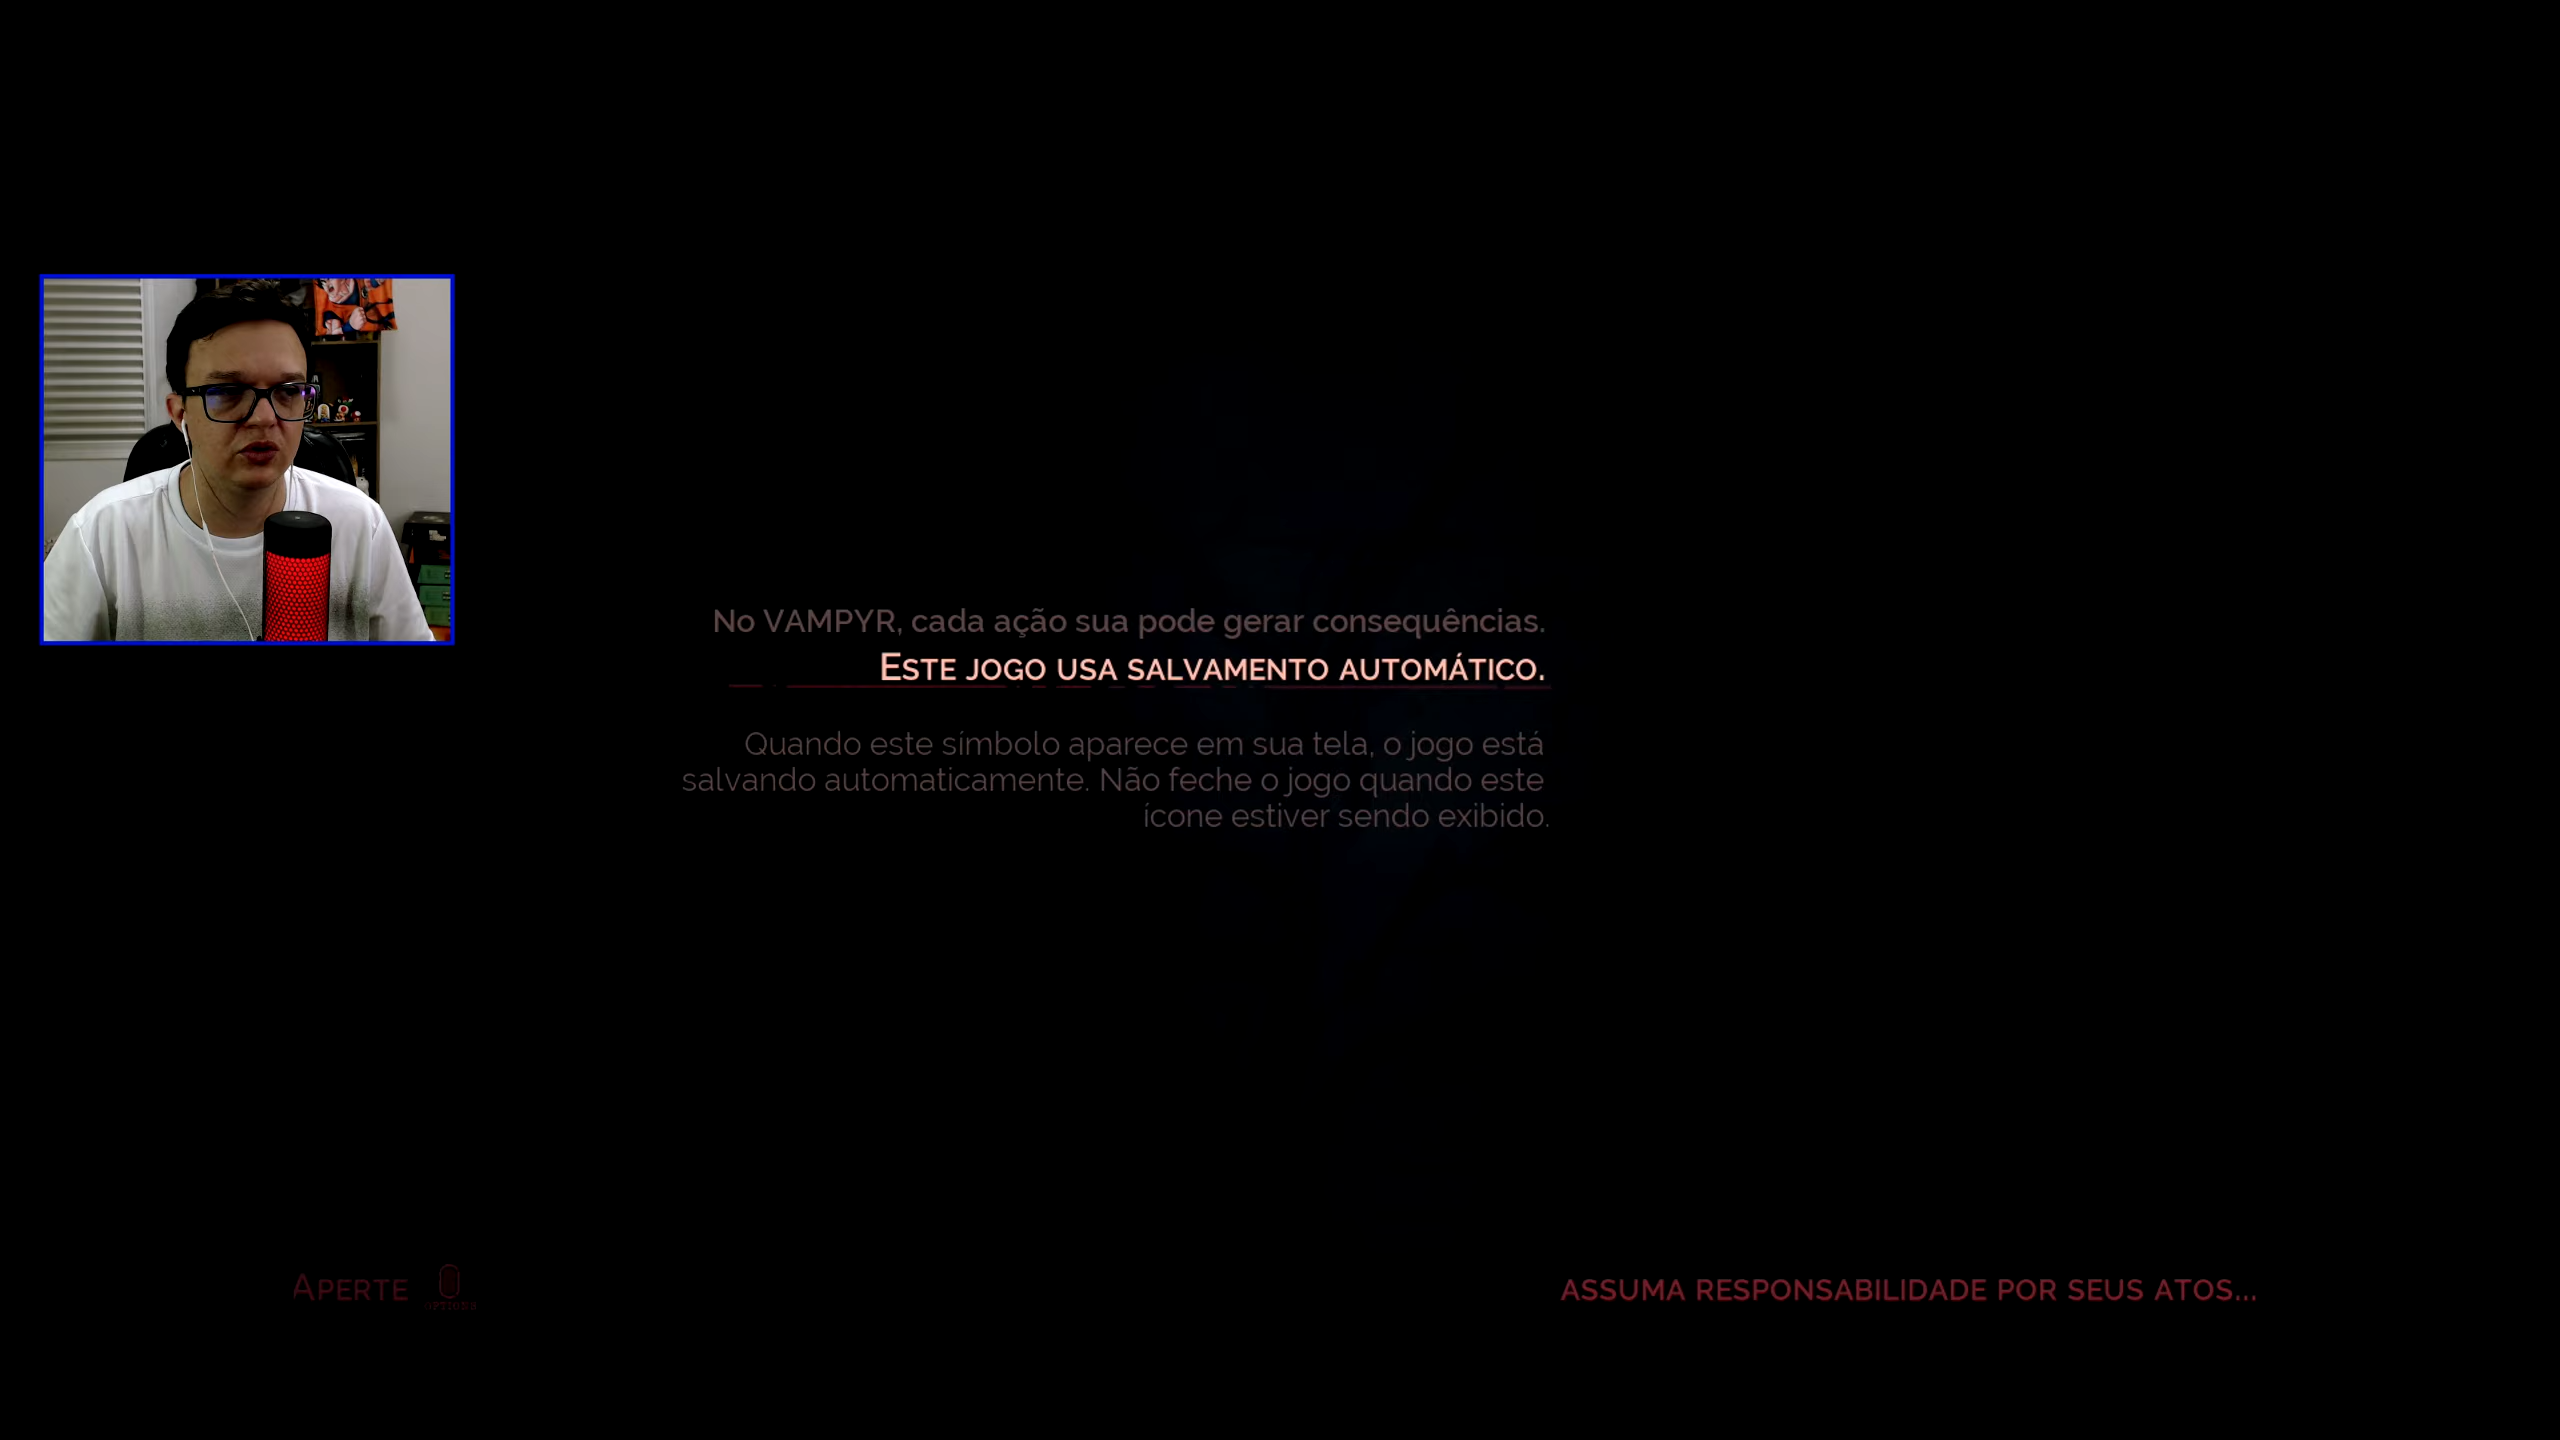 No VAMPYR, cada ação sua pode gerar consequências.
Este jogo usa salvamento automático.
Quando este símbolo aparece em sua tela, o jogo está
salvando automaticamente. Não feche o jogo quando este
ícone estiver sendo exibido.
Aperte OPTIONS
ASSUMA RESPONSABILIDADE POR SEUS ATOS...